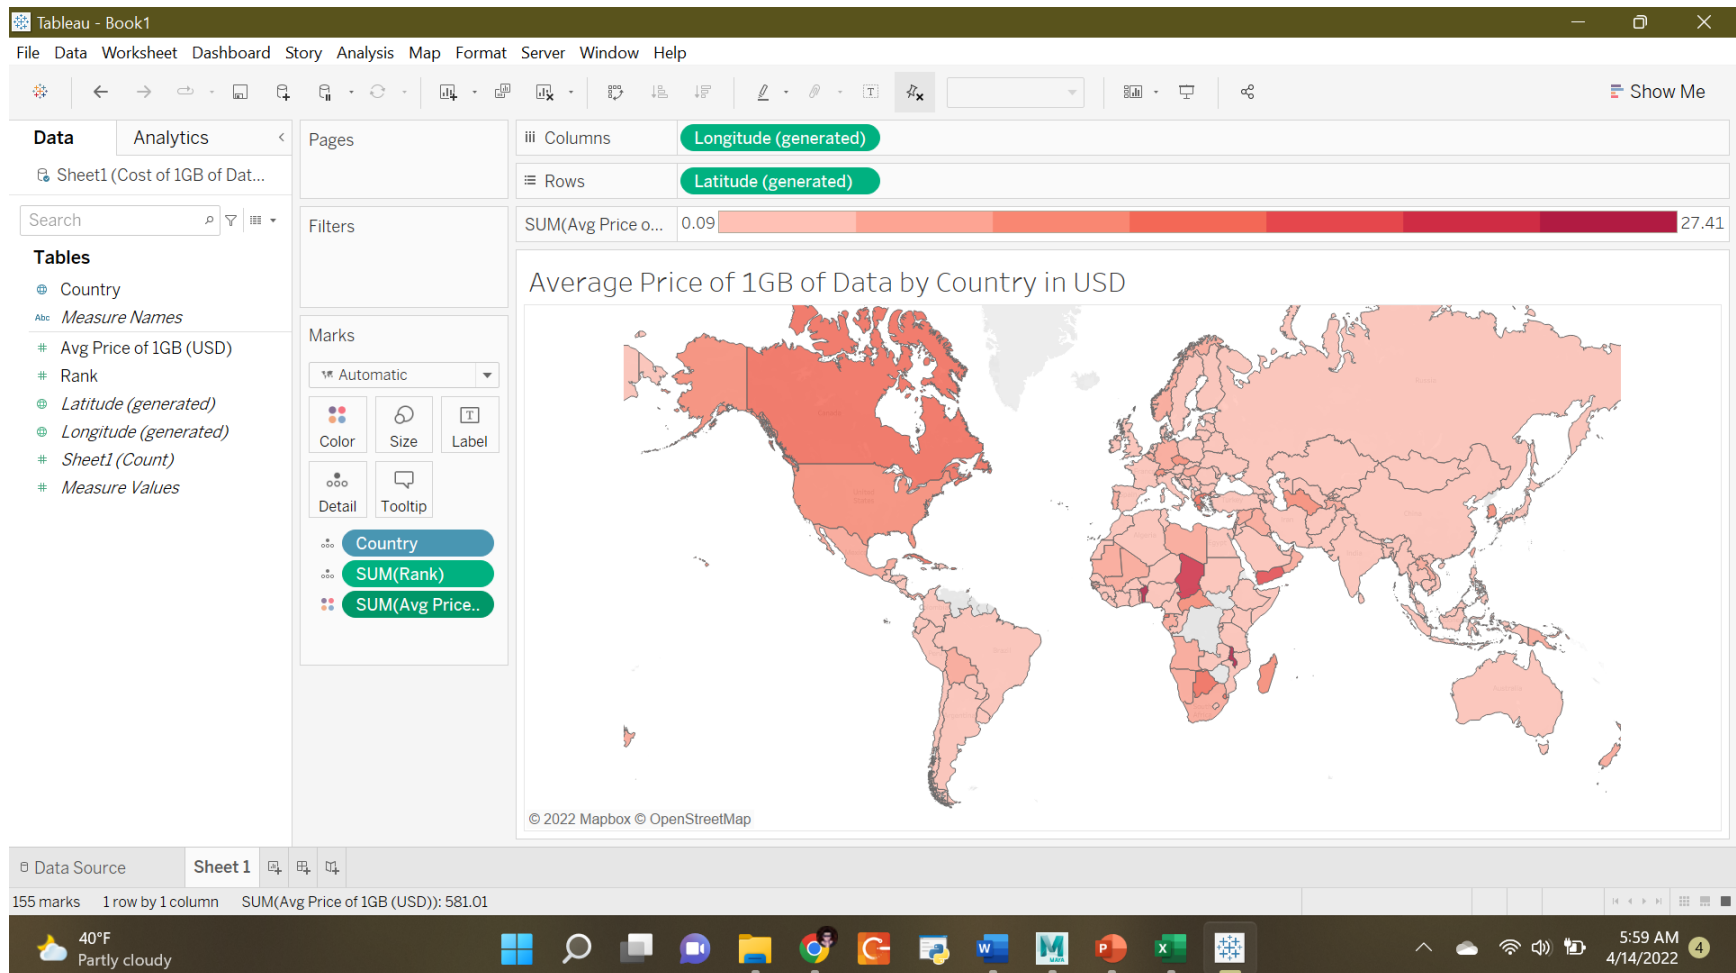 Tableau - Book1
File Data Worksheet Dashboard Story Analysis Map Format Server Window Help
Show Me
Data Analytics
Sheet1 (Cost of 1GB of Dat...
Search
Tables
Country
Abc Measure Names
Avg Price of 1GB (USD)
Rank
Latitude (generated)
Longitude (generated)
Sheet1 (Count)
Measure Values
Pages
Filters
Marks
Automatic
Color Size Label
Detail Tooltip
Country
SUM(Rank)
SUM(Avg Price..
Columns Longitude (generated)
Rows Latitude (generated)
SUM(Avg Price o... 0.09 27.41
Average Price of 1GB of Data by Country in USD
© 2022 Mapbox © OpenStreetMap
Data Source Sheet 1
155 marks 1 row by 1 column SUM(Avg Price of 1GB (USD)): 581.01
40°F
Partly cloudy
5:59 AM
4/14/2022
4